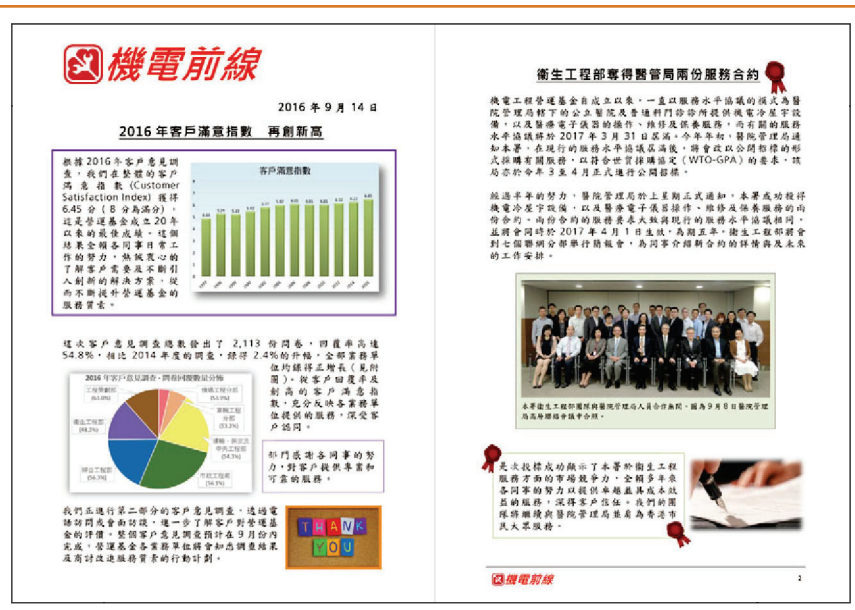 機電前線
2016 年 9 月 14 日
2016 年客戶滿意指數　再創新高
根據 2016 年客戶意見調
查，我們在整體的客戶
滿意指數 (Customer
Satisfaction Index) 獲得
6.45 分 ( 8 分為滿分)，
這是營運基金成立 20 年
以來的最佳成績。這個
結果全賴各同事日常工
作的努力，熱誠衷心的
了解客戶需要及不斷引
入創新的解決方案，從
而不斷提升營運基金的
服務質素。
客戶滿意指數
這次客戶意見調查總數發出了 2,113 份問卷，回覆率高達
54.8%，相比 2014 年度的調查，錄得 2.4%的升幅，全部業務單
位均錄得正增長 ( 見附
圖 )。從客戶回覆率及
創高的客戶滿意指
數，充分反映各業務單
位提供的服務，深受客
戶認同。
2016 年客戶意見調查 - 問卷回覆數量分佈
部門感謝各同事的努
力，對客戶提供專業和
可靠的服務。
我們正進行第二部分的客戶意見調查，透過電
話訪問或會面訪談，進一步了解客戶對營運基
金的評價。整個客戶意見調查預計在 9 月份內
完成，營運基金各業務單位將會知悉調查結果
及商討改進服務質素的行動計劃。
THANK
YOU
衞生工程部奪得醫管局兩份服務合約
機電工程營運基金自成立以來，一直以服務水平協議的模式為醫
院管理局轄下的公立醫院及普通科門診診所提供機電冷屋宇設
備，以及醫療電子儀器的操作、維修及保養服務，而有關的服務
水平協議將於 2017 年 3 月 31 日屆滿。今年年初，醫院管理局通
知本署，在現行的服務水平協議屆滿後，將會改以公開招標的形
式採購有關服務，以符合世貿採購協定 (WTO-GPA) 的要求，該
局亦於今年 3 至 4 月正式進行公開招標。
經過半年的努力，醫院管理局於上星期正式通知，本署成功投得
機電冷屋宇設備，以及醫療電子儀器操作、維修及保養服務的兩
份合約。兩份合約的服務要求大致與現行的服務水平協議相同，
並將會同時於 2017 年 4 月 1 日生效，為期五年。衞生工程部將會
到七個聯網分部舉行簡報會，為同事介紹新合約的詳情與及未來
的工作安排。
本署衞生工程部團隊與醫院管理局人員合作無間，圖為 9 月 8 日醫院管理
局高層聯絡會議中合照。
是次投標成功顯示了本署於衞生工程
服務方面的市場競爭力，全賴多年來
各同事的努力以提供卓越並具成本效
益的服務，深得客戶信任。我們的團
隊將繼續與醫院管理局並肩為香港市
民大眾服務。
機電前線
2